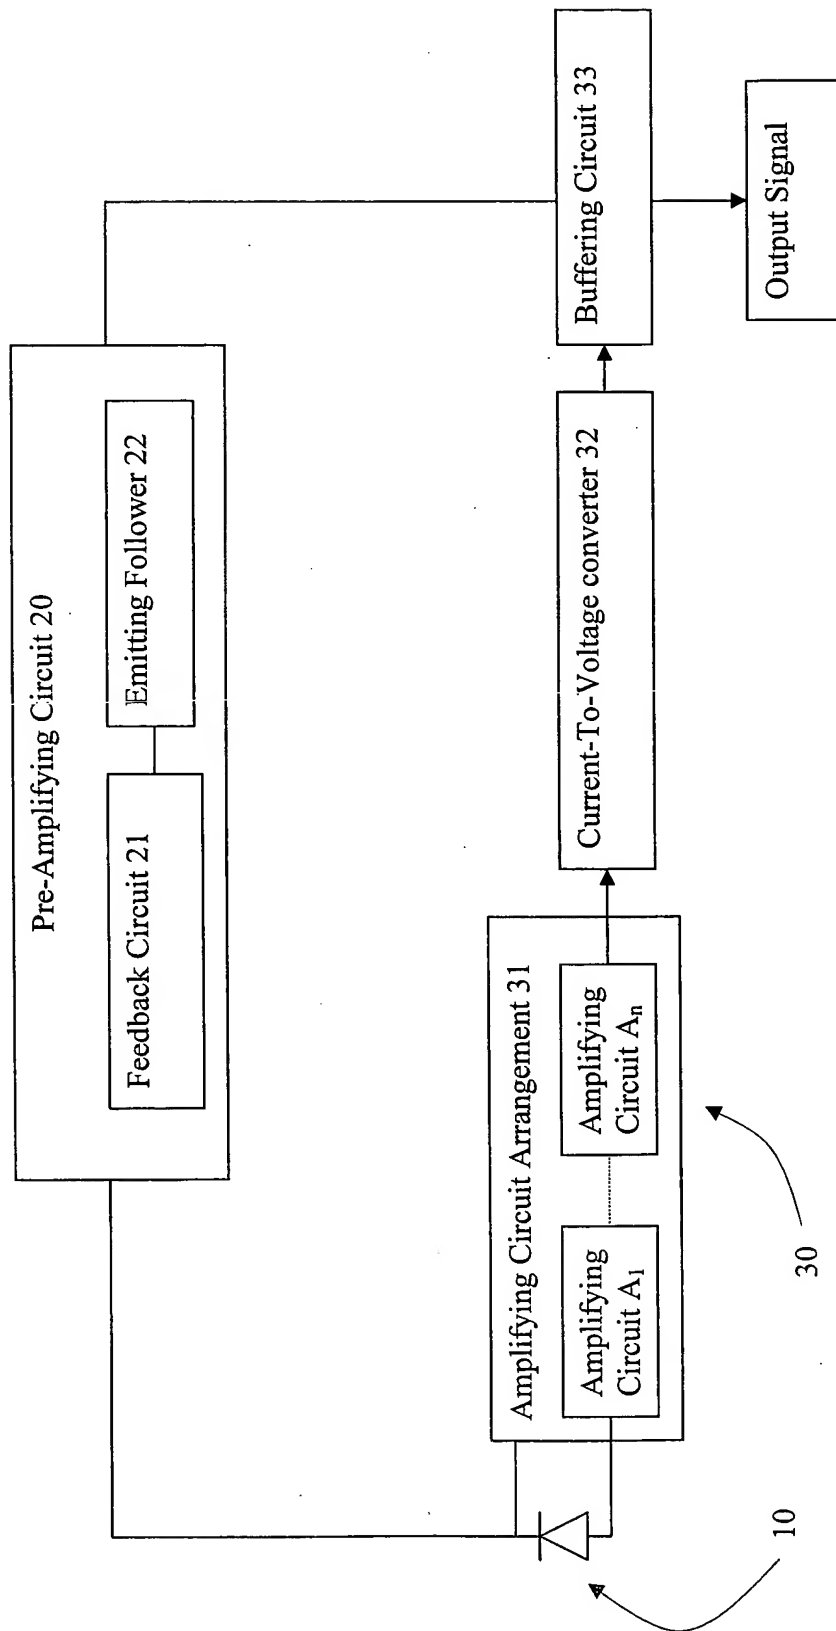 Pre-Amplifying Circuit 20
Feedback Circuit 21
Emitting Follower 22
Amplifying Circuit Arrangement 31
Amplifying
Circuit A₁
Amplifying
Circuit Aₙ
Current-To-Voltage converter 32
Buffering Circuit 33
Output Signal
10
30